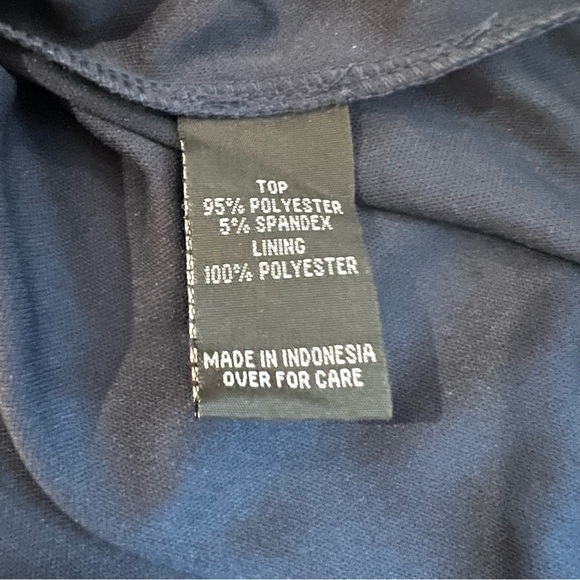 TOP
95% POLYESTER
5% SPANDEX
LINING
100% POLYESTER
MADE IN INDONESIA
OVER FOR CARE